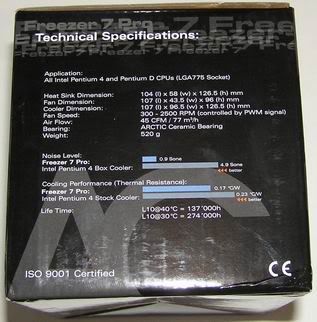 Freezer 7 Pro
Technical Specifications:
Application:
All Intel Pentium 4 and Pentium D CPUs (LGA775 Socket)
Heat Sink Dimension: 104 (l) x 58 (w) x 126.5 (h) mm
Fan Dimension: 107 (l) x 43.5 (w) x 96 (h) mm
Cooler Dimension: 107 (l) x 96.5 (w) x 126.5 (h) mm
Fan Speed: 300 - 2500 RPM (controlled by PWM signal)
Air Flow: 45 CFM / 77 m³/h
Bearing: ARCTIC Ceramic Bearing
Weight: 520 g
Noise Level:
Freezer 7 Pro: 0.9 Sone
Intel Pentium 4 Box Cooler: 4.9 Sone
<<< better
Cooling Performance (Thermal Resistance):
Freezer 7 Pro: 0.17 °C/W
Intel Pentium 4 Stock Cooler: 0.23 °C/W
<<< better
Life Time: L10@40°C = 137'000h
L10@30°C = 274'000h
ISO 9001 Certified CE